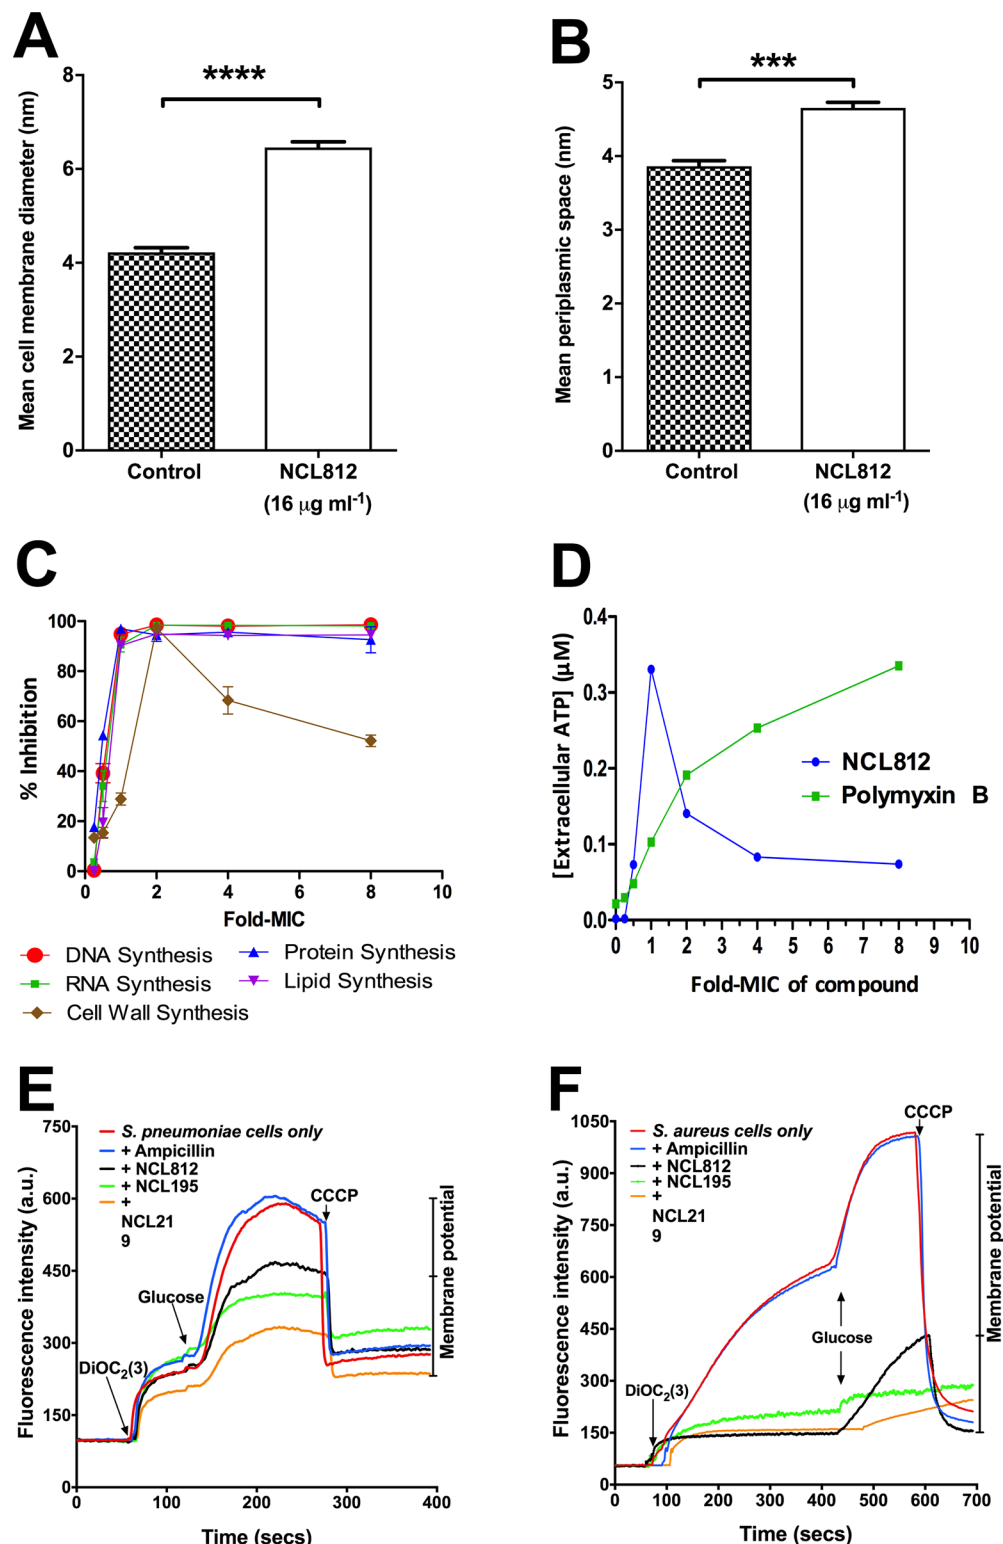 A
****
Mean cell membrane diameter (nm)
8
6
4
2
0
Control
NCL812
(16 μg ml-1)
B
***
Mean periplasmic space (nm)
5
4
3
2
1
0
Control
NCL812
(16 μg ml-1)
C
% Inhibition
100
80
60
40
20
0
0 2 4 6 8 10
Fold-MIC
DNA Synthesis
RNA Synthesis
Cell Wall Synthesis
Protein Synthesis
Lipid Synthesis
D
[Extracellular ATP] (μM)
0.4
0.3
0.2
0.1
0.0
NCL812
Polymyxin B
0 1 2 3 4 5 6 7 8 9 10
Fold-MIC of compound
E
Fluorescence intensity (a.u.)
750
600
450
300
150
0
S. pneumoniae cells only
+ Ampicillin
+ NCL812
+ NCL195
+
NCL21
9
CCCP
Glucose
DiOC2(3)
Membrane potential
0 100 200 300 400
Time (secs)
F
Fluorescence intensity (a.u.)
1050
900
750
600
450
300
150
0
CCCP
S. aureus cells only
+ Ampicillin
+ NCL812
+ NCL195
+
NCL21
9
Glucose
DiOC2(3)
Membrane potential
0 100 200 300 400 500 600 700
Time (secs)